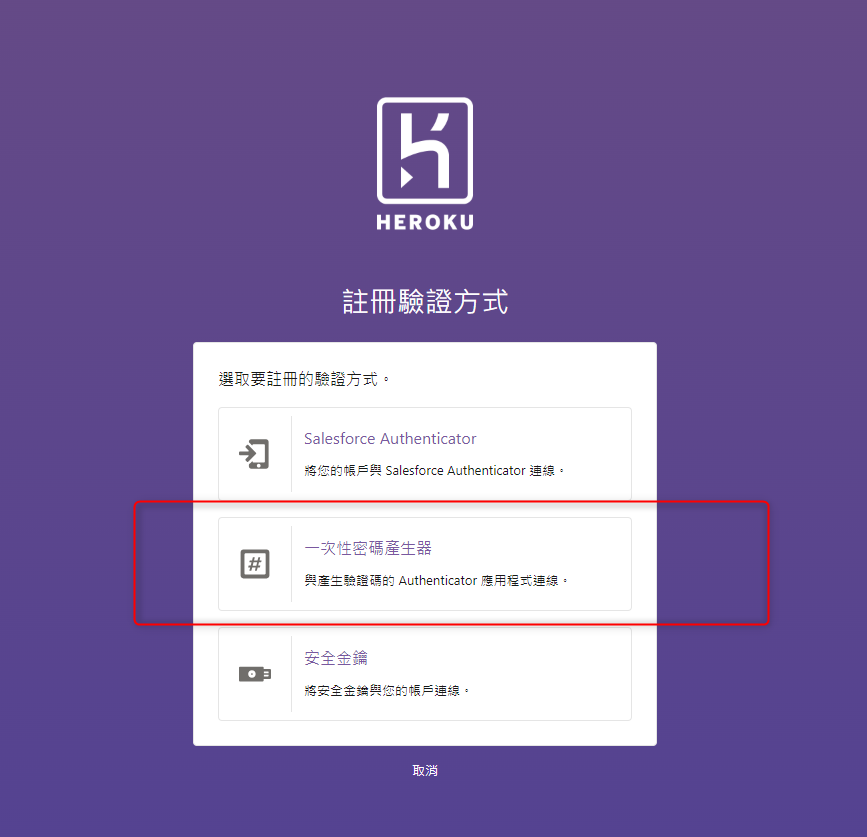 HEROKU
註冊驗證方式
選取要註冊的驗證方式。
Salesforce Authenticator
將您的帳戶與 Salesforce Authenticator 連線。
一次性密碼產生器
與產生驗證碼的 Authenticator 應用程式連線。
安全金鑰
將安全金鑰與您的帳戶連線。
取消